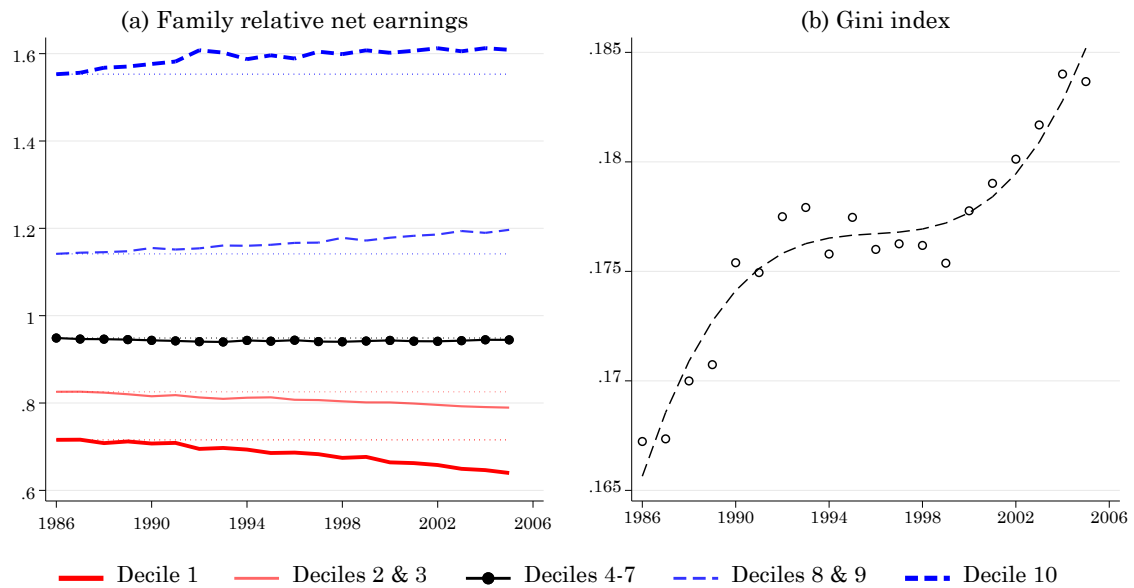 (a) Family relative net earnings
1.6
1.4
1.2
1
.8
.6
1986 1990 1994 1998 2002 2006
(b) Gini index
.185
.18
.175
.17
.165
1986 1990 1994 1998 2002 2006
Decile 1 Deciles 2 & 3 Deciles 4-7 Deciles 8 & 9 Decile 10